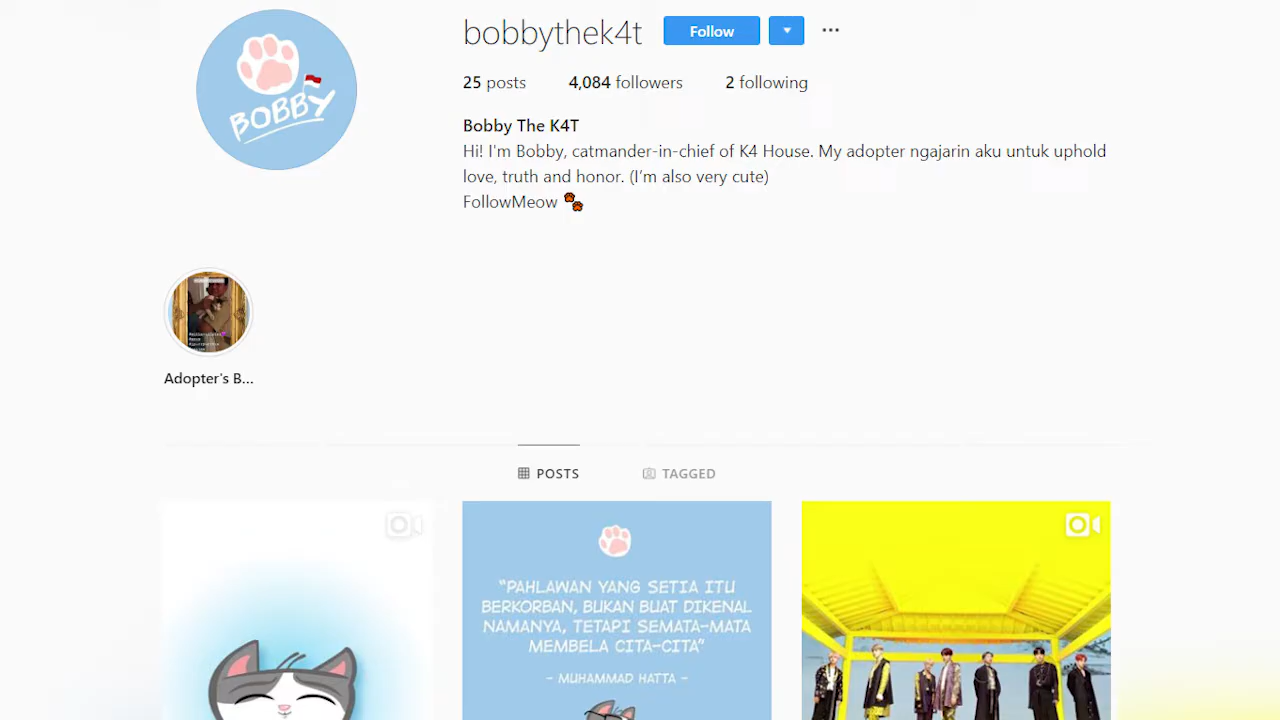 BOBBY
bobbythek4t Follow
25 posts 4,084 followers 2 following
Bobby The K4T
Hi! I'm Bobby, catmander-in-chief of K4 House. My adopter ngajarin aku untuk uphold
love, truth and honor. (I'm also very cute)
FollowMeow
Adopter's B...
POSTS TAGGED
"PAHLAWAN YANG SETIA ITU
BERKORBAN, BUKAN BUAT DIKENAL
NAMANYA, TETAPI SEMATA-MATA
MEMBELA CITA-CITA"
- MUHAMMAD HATTA -